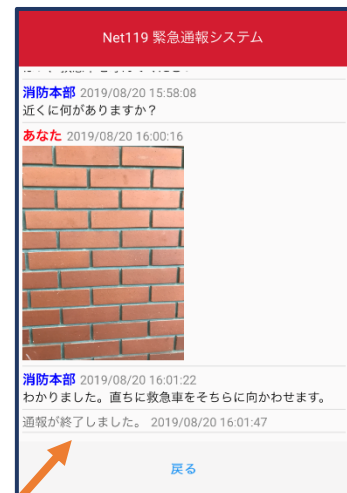 Net119 緊急通報システム
消防本部 2019/08/20 15:58:08
近くに何がありますか？
あなた 2019/08/20 16:00:16
消防本部 2019/08/20 16:01:22
わかりました。直ちに救急車をそちらに向かわせます。
通報が終了しました。 2019/08/20 16:01:47
戻る